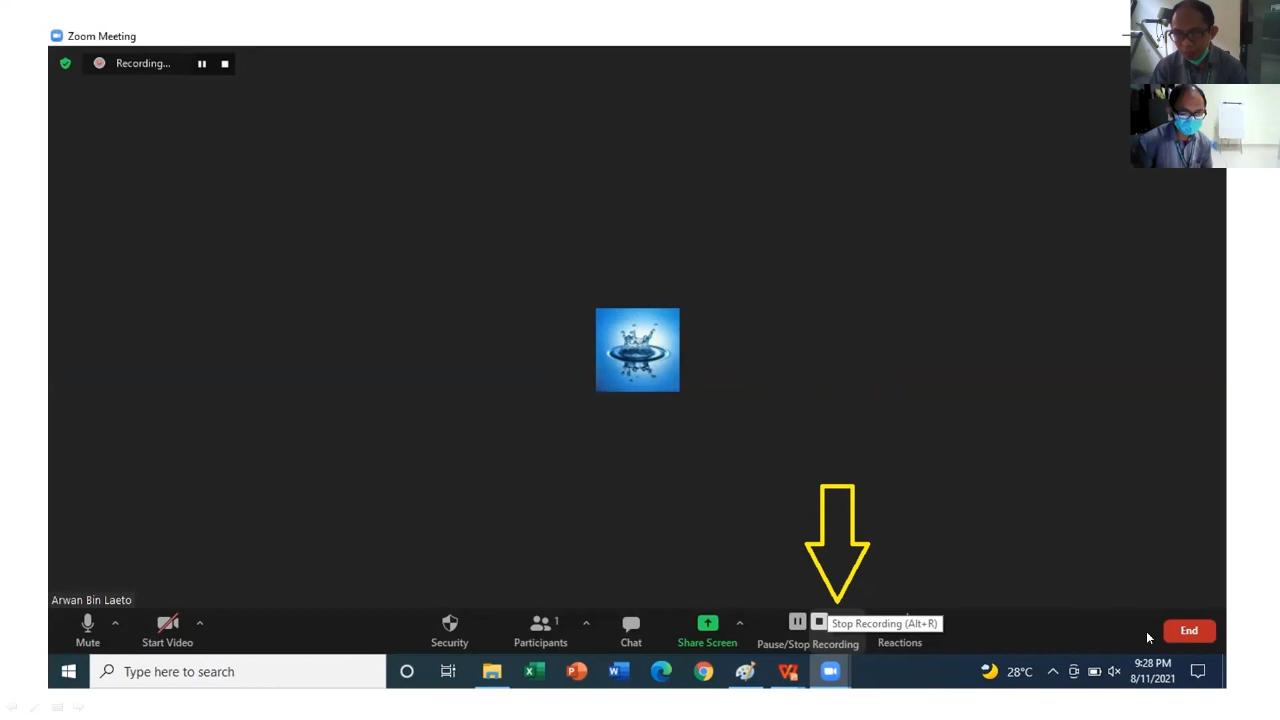 Zoom Meeting
Recording...
Arwan Bin Laeto
Mute
Start Video
Security
Participants
1
Chat
Share Screen
Pause/Stop Recording
Stop Recording (Alt+R)
Reactions
End
Type here to search
28°C
9:28 PM
8/11/2021